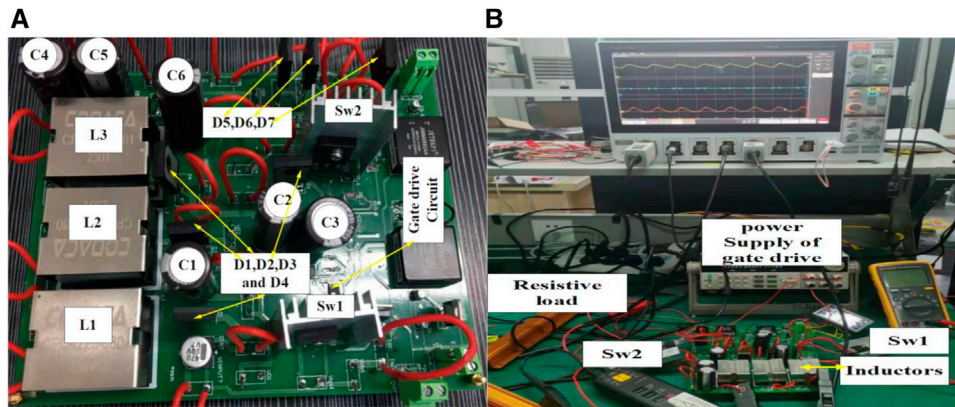 A
C4
C5
C6
L3
D5,D6,D7
Sw2
L2
C2
C3
Gate drive
Circuit
C1
D1,D2,D3
and D4
Sw1
L1
B
power
Supply of
gate drive
Resistive
load
Sw2
Sw1
Inductors